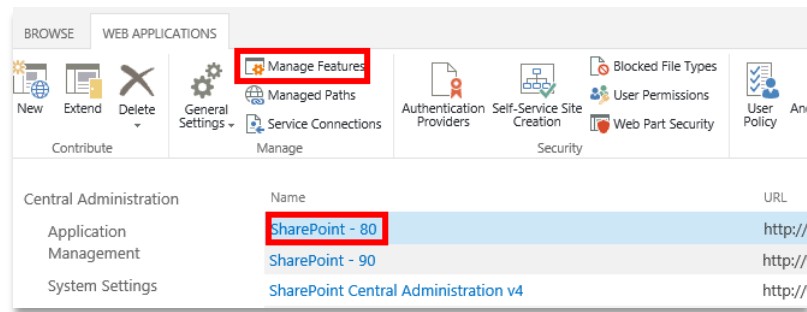 BROWSE WEB APPLICATIONS
Manage Features
Blocked File Types
Managed Paths
User Permissions
New Extend Delete General Settings Service Connections Authentication Providers Self-Service Site Creation Web Part Security User Policy
Contribute Manage Security
Central Administration Name URL
Application Management SharePoint - 80 http://
SharePoint - 90 http://
System Settings SharePoint Central Administration v4 http://